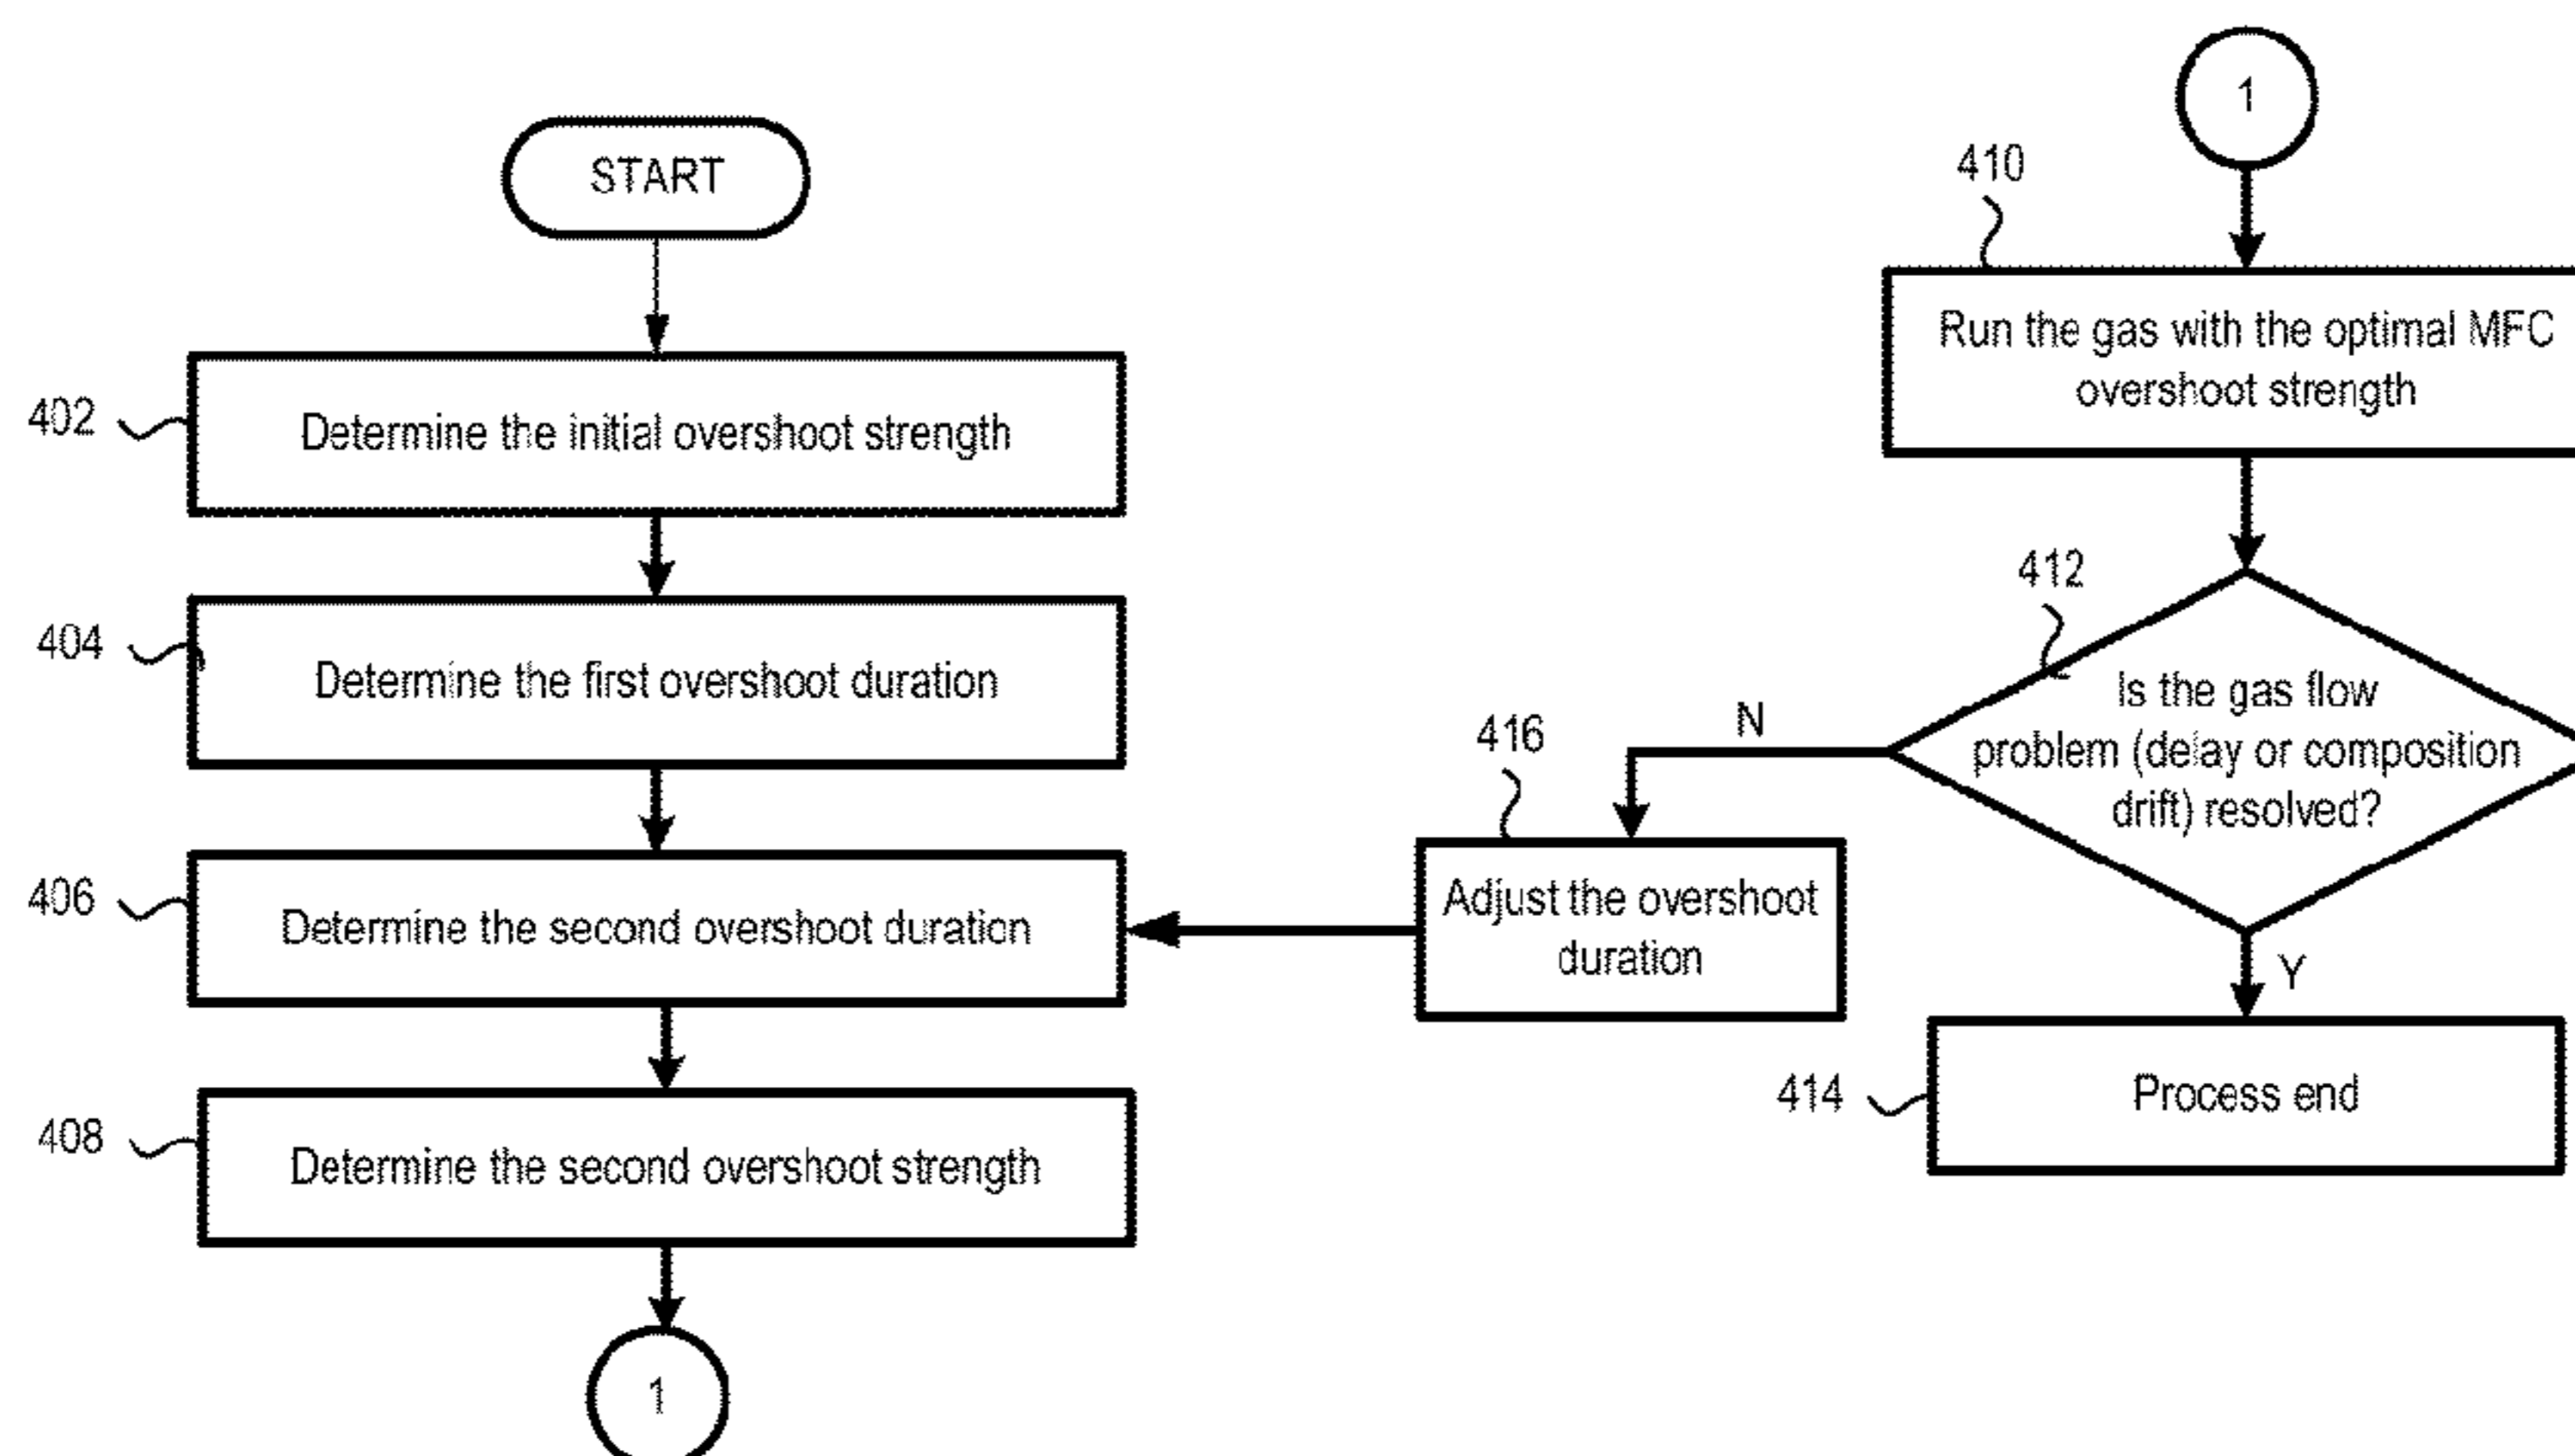 START
402
Determine the initial overshoot strength
404
Determine the first overshoot duration
406
Determine the second overshoot duration
408
Determine the second overshoot strength
1
1
410
Run the gas with the optimal MFC
overshoot strength
412
Is the gas flow
problem (delay or composition
drift) resolved?
N
416
Adjust the overshoot
duration
Y
414
Process end